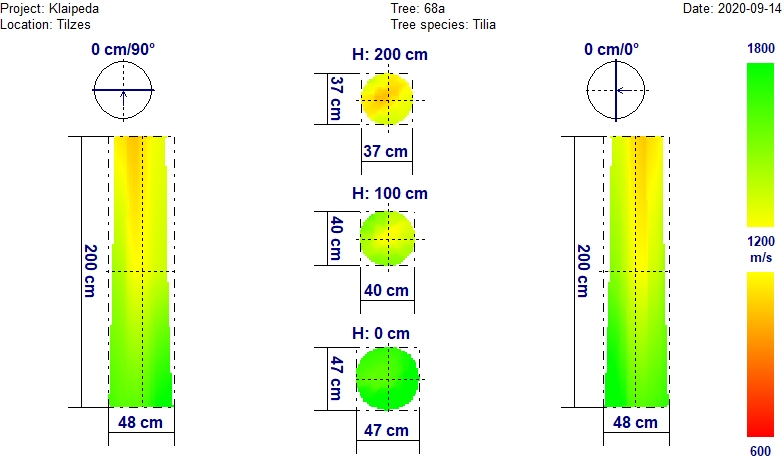 Project: Klaipeda
Tree: 68a
Date: 2020-09-14
Location: Tilzes
Tree species: Tilia
0 cm/90°
H: 200 cm
0 cm/0°
1800
37 cm
37 cm
H: 100 cm
40 cm
40 cm
200 cm
200 cm
1200
m/s
H: 0 cm
47 cm
47 cm
48 cm
48 cm
600